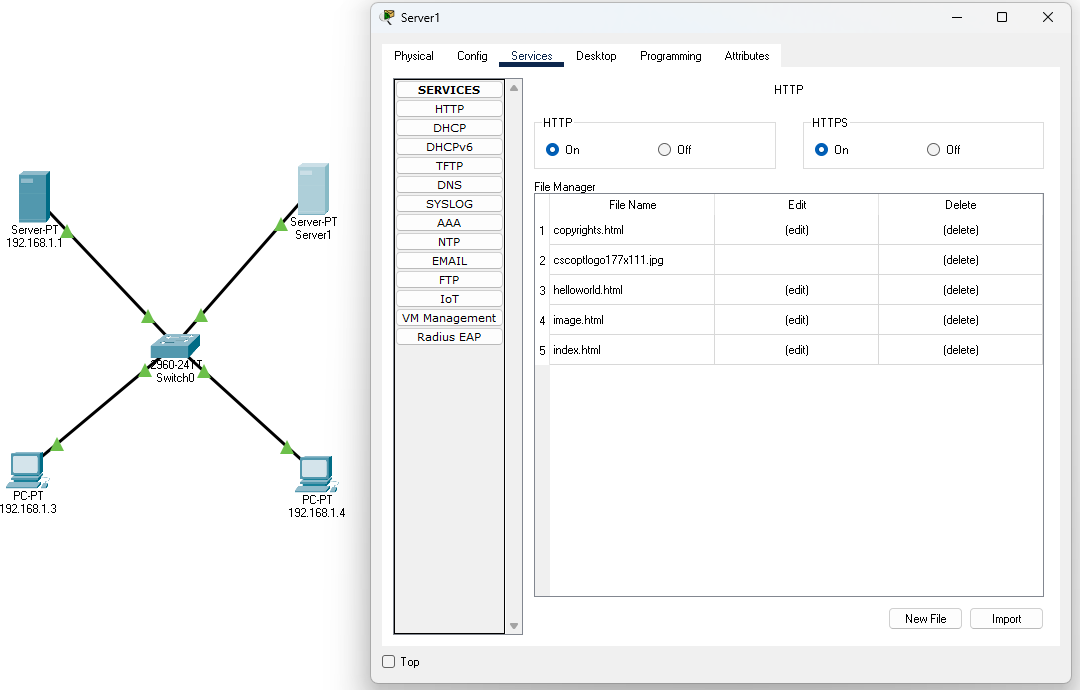 Server1
Physical
Config
Services
Desktop
Programming
Attributes
SERVICES
HTTP
DHCP
DHCPv6
TFTP
DNS
SYSLOG
AAA
NTP
EMAIL
FTP
IoT
VM Management
Radius EAP
HTTP
HTTP
On
Off
HTTPS
On
Off
File Manager
File Name
Edit
Delete
1
copyrights.html
(edit)
(delete)
2
cscoptlogo177x111.jpg
(delete)
3
helloworld.html
(edit)
(delete)
4
image.html
(edit)
(delete)
5
index.html
(edit)
(delete)
New File
Import
Top
Server-PT
192.168.1.1
Server-PT
Server1
2960-24TT
Switch0
PC-PT
192.168.1.3
PC-PT
192.168.1.4